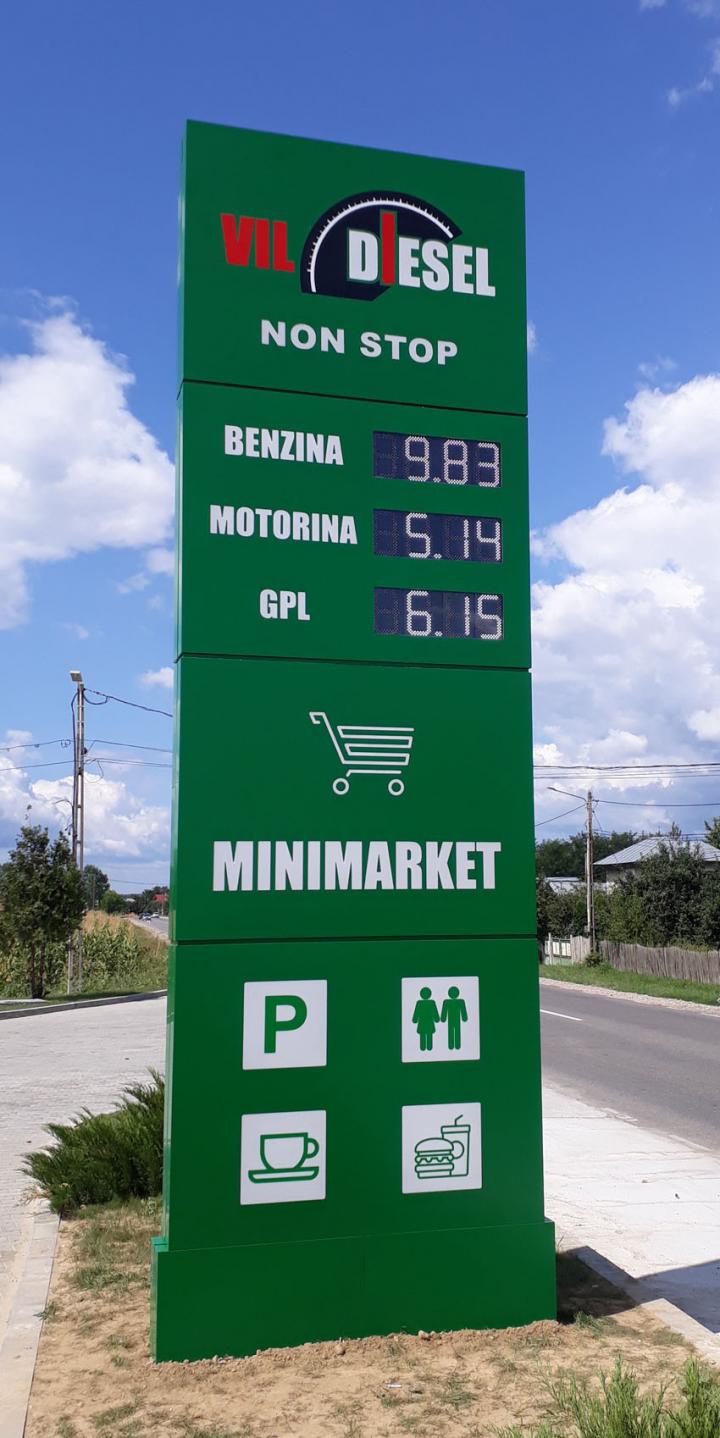 VIL DIESEL
NON STOP
BENZINA 9.83
MOTORINA 5.14
GPL 6.15
MINIMARKET
P